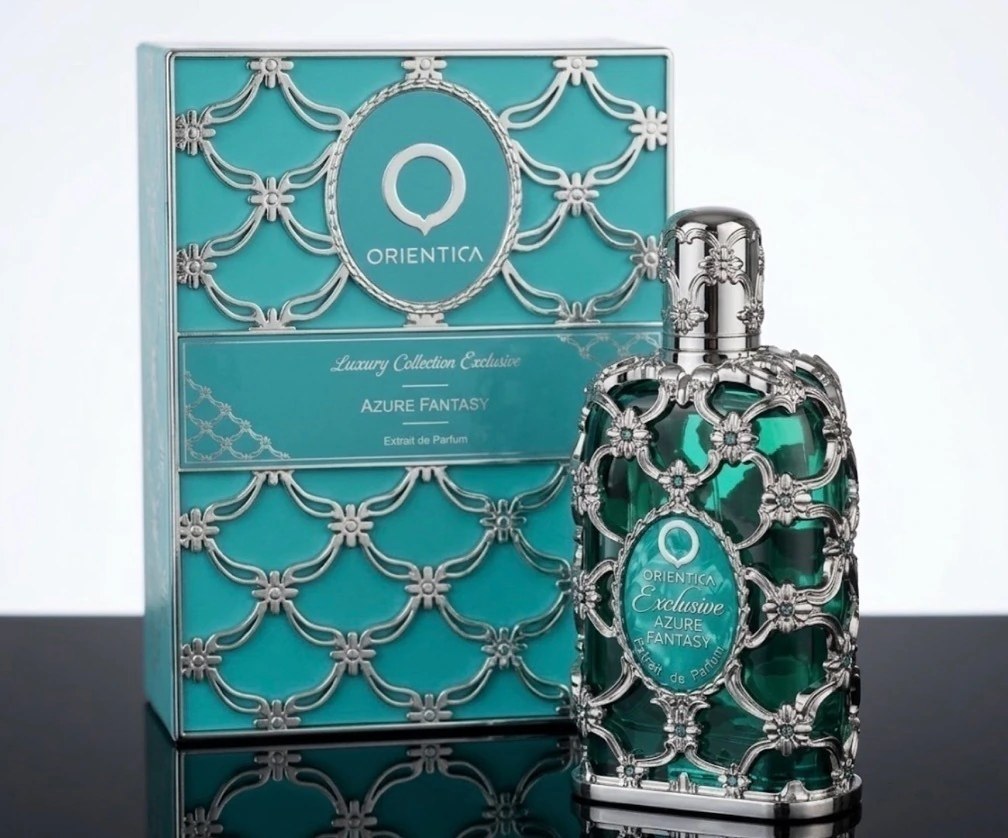 ORIENTICA
Luxury Collection Exclusive
AZURE FANTASY
Extrait de Parfum
ORIENTICA
Exclusive
AZURE
FANTASY
Extrait de Parfum